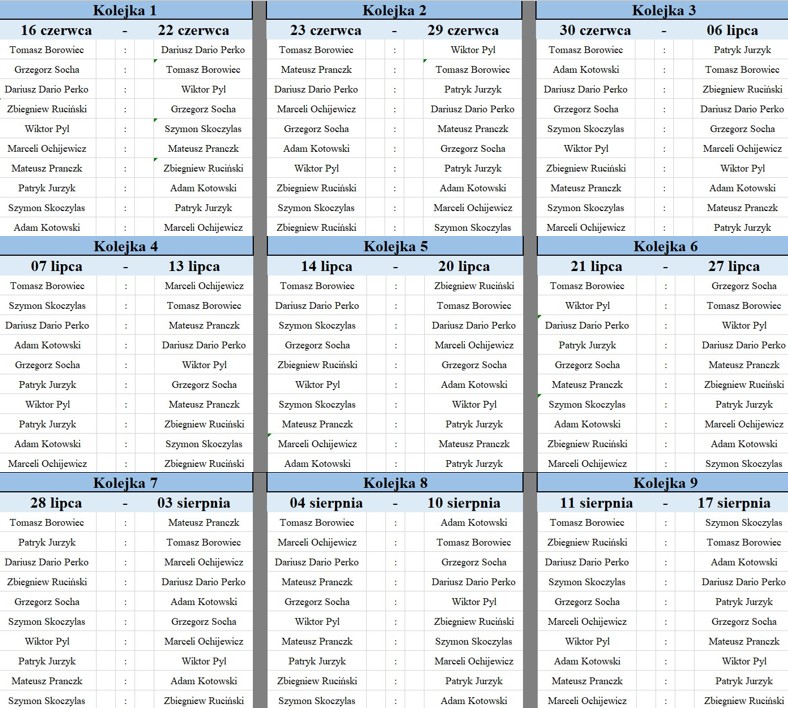 Kolejka 1
16 czerwca - 22 czerwca
Tomasz Borowiec : Dariusz Dario Perko
Grzegorz Socha : Tomasz Borowiec
Dariusz Dario Perko : Wiktor Pyl
Zbiegniew Ruciński : Grzegorz Socha
Wiktor Pyl : Szymon Skoczylas
Marceli Ochijewicz : Mateusz Pranczk
Mateusz Pranczk : Zbiegniew Ruciński
Patryk Jurzyk : Adam Kotowski
Szymon Skoczylas : Patryk Jurzyk
Adam Kotowski : Marceli Ochijewicz
Kolejka 2
23 czerwca - 29 czerwca
Tomasz Borowiec : Wiktor Pyl
Mateusz Pranczk : Tomasz Borowiec
Dariusz Dario Perko : Patryk Jurzyk
Marceli Ochijewicz : Dariusz Dario Perko
Grzegorz Socha : Mateusz Pranczk
Adam Kotowski : Grzegorz Socha
Wiktor Pyl : Patryk Jurzyk
Zbiegniew Ruciński : Adam Kotowski
Szymon Skoczylas : Marceli Ochijewicz
Zbiegniew Ruciński : Szymon Skoczylas
Kolejka 3
30 czerwca - 06 lipca
Tomasz Borowiec : Patryk Jurzyk
Adam Kotowski : Tomasz Borowiec
Dariusz Dario Perko : Zbiegniew Ruciński
Grzegorz Socha : Dariusz Dario Perko
Szymon Skoczylas : Grzegorz Socha
Wiktor Pyl : Marceli Ochijewicz
Zbiegniew Ruciński : Wiktor Pyl
Mateusz Pranczk : Adam Kotowski
Szymon Skoczylas : Mateusz Pranczk
Marceli Ochijewicz : Patryk Jurzyk
Kolejka 4
07 lipca - 13 lipca
Tomasz Borowiec : Marceli Ochijewicz
Szymon Skoczylas : Tomasz Borowiec
Dariusz Dario Perko : Mateusz Pranczk
Adam Kotowski : Dariusz Dario Perko
Grzegorz Socha : Wiktor Pyl
Patryk Jurzyk : Grzegorz Socha
Wiktor Pyl : Mateusz Pranczk
Patryk Jurzyk : Zbiegniew Ruciński
Adam Kotowski : Szymon Skoczylas
Marceli Ochijewicz : Zbiegniew Ruciński
Kolejka 5
14 lipca - 20 lipca
Tomasz Borowiec : Zbiegniew Ruciński
Dariusz Dario Perko : Tomasz Borowiec
Szymon Skoczylas : Dariusz Dario Perko
Grzegorz Socha : Marceli Ochijewicz
Zbiegniew Ruciński : Grzegorz Socha
Wiktor Pyl : Adam Kotowski
Szymon Skoczylas : Wiktor Pyl
Mateusz Pranczk : Patryk Jurzyk
Marceli Ochijewicz : Mateusz Pranczk
Adam Kotowski : Patryk Jurzyk
Kolejka 6
21 lipca - 27 lipca
Tomasz Borowiec : Grzegorz Socha
Wiktor Pyl : Tomasz Borowiec
Dariusz Dario Perko : Wiktor Pyl
Patryk Jurzyk : Dariusz Dario Perko
Grzegorz Socha : Mateusz Pranczk
Mateusz Pranczk : Zbiegniew Ruciński
Szymon Skoczylas : Patryk Jurzyk
Adam Kotowski : Marceli Ochijewicz
Zbiegniew Ruciński : Adam Kotowski
Marceli Ochijewicz : Szymon Skoczylas
Kolejka 7
28 lipca - 03 sierpnia
Tomasz Borowiec : Mateusz Pranczk
Patryk Jurzyk : Tomasz Borowiec
Dariusz Dario Perko : Marceli Ochijewicz
Zbiegniew Ruciński : Dariusz Dario Perko
Grzegorz Socha : Adam Kotowski
Szymon Skoczylas : Grzegorz Socha
Wiktor Pyl : Marceli Ochijewicz
Patryk Jurzyk : Wiktor Pyl
Mateusz Pranczk : Adam Kotowski
Szymon Skoczylas : Zbiegniew Ruciński
Kolejka 8
04 sierpnia - 10 sierpnia
Tomasz Borowiec : Adam Kotowski
Marceli Ochijewicz : Tomasz Borowiec
Dariusz Dario Perko : Grzegorz Socha
Mateusz Pranczk : Dariusz Dario Perko
Grzegorz Socha : Wiktor Pyl
Wiktor Pyl : Zbiegniew Ruciński
Mateusz Pranczk : Szymon Skoczylas
Patryk Jurzyk : Marceli Ochijewicz
Zbiegniew Ruciński : Patryk Jurzyk
Szymon Skoczylas : Adam Kotowski
Kolejka 9
11 sierpnia - 17 sierpnia
Tomasz Borowiec : Szymon Skoczylas
Zbiegniew Ruciński : Tomasz Borowiec
Dariusz Dario Perko : Adam Kotowski
Szymon Skoczylas : Dariusz Dario Perko
Grzegorz Socha : Patryk Jurzyk
Marceli Ochijewicz : Grzegorz Socha
Wiktor Pyl : Mateusz Pranczk
Adam Kotowski : Wiktor Pyl
Mateusz Pranczk : Patryk Jurzyk
Marceli Ochijewicz : Zbiegniew Ruciński